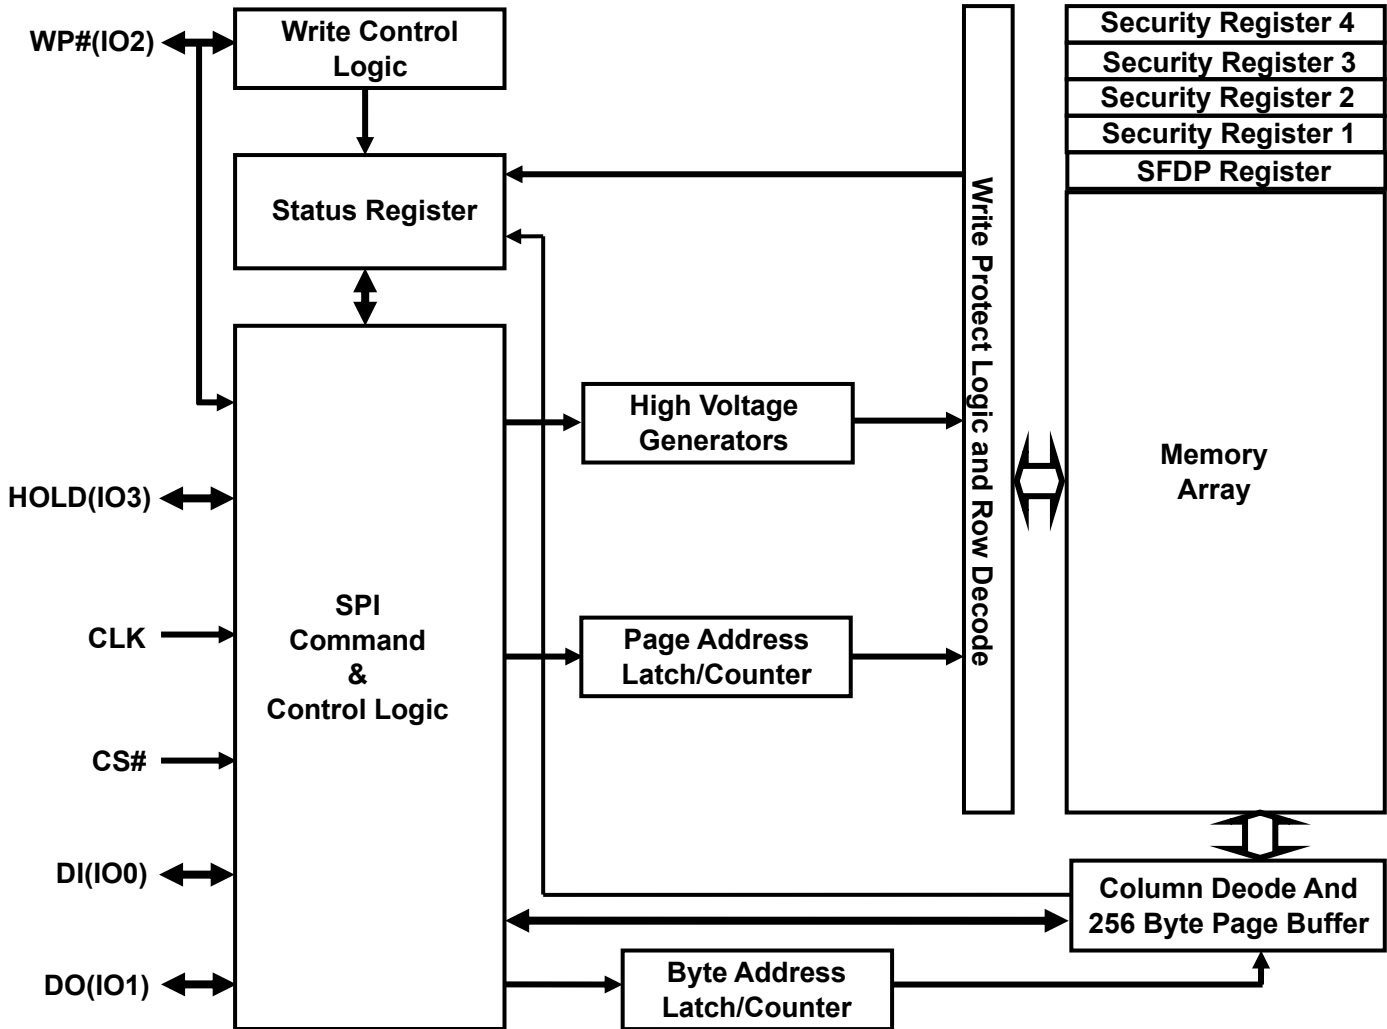 WP#(IO2)
Write Control
Logic
Security Register 4
Security Register 3
Security Register 2
Security Register 1
SFDP Register
Status Register
Write Protect Logic and Row Decode
High Voltage
Generators
Memory
Array
HOLD(IO3)
SPI
Command
&
Control Logic
CLK
Page Address
Latch/Counter
CS#
DI(IO0)
Column Deode And
256 Byte Page Buffer
DO(IO1)
Byte Address
Latch/Counter